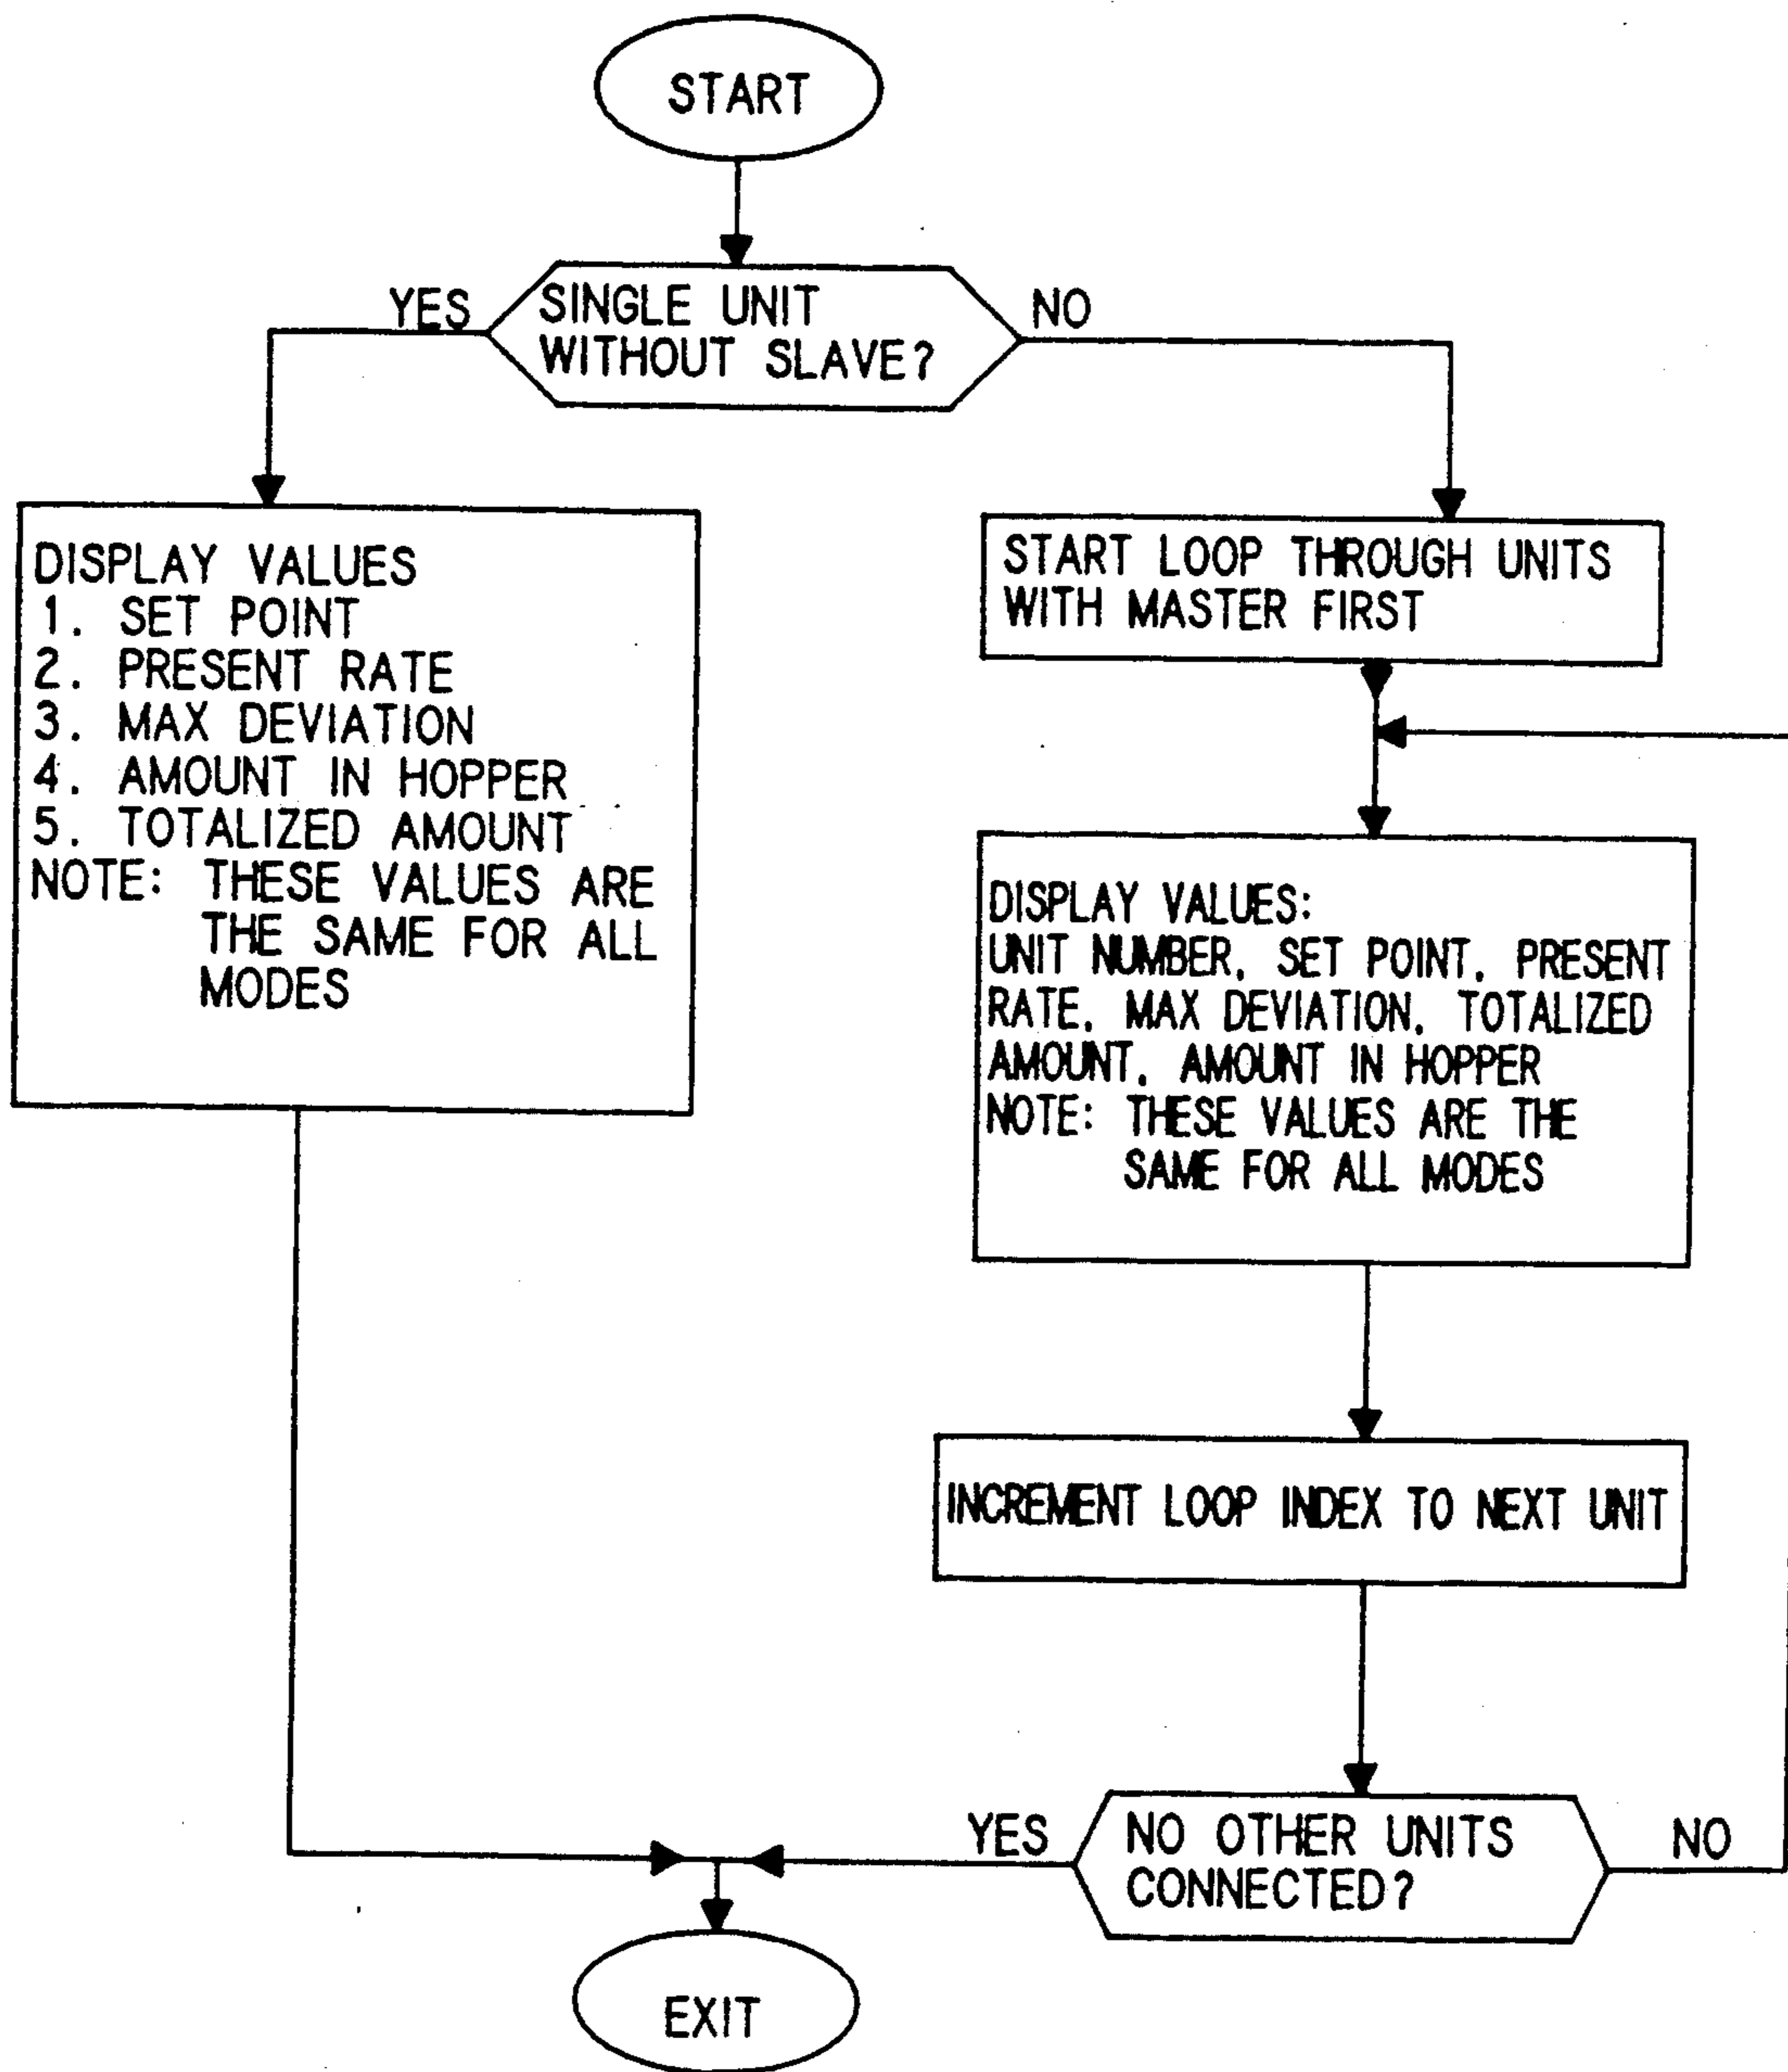 START
YES
SINGLE UNIT
WITHOUT SLAVE?
NO
DISPLAY VALUES
1. SET POINT
2. PRESENT RATE
3. MAX DEVIATION
4. AMOUNT IN HOPPER
5. TOTALIZED AMOUNT
NOTE: THESE VALUES ARE
THE SAME FOR ALL
MODES
START LOOP THROUGH UNITS
WITH MASTER FIRST
DISPLAY VALUES:
UNIT NUMBER, SET POINT, PRESENT
RATE, MAX DEVIATION, TOTALIZED
AMOUNT, AMOUNT IN HOPPER
NOTE: THESE VALUES ARE THE
SAME FOR ALL MODES
INCREMENT LOOP INDEX TO NEXT UNIT
YES
NO OTHER UNITS
CONNECTED?
NO
EXIT